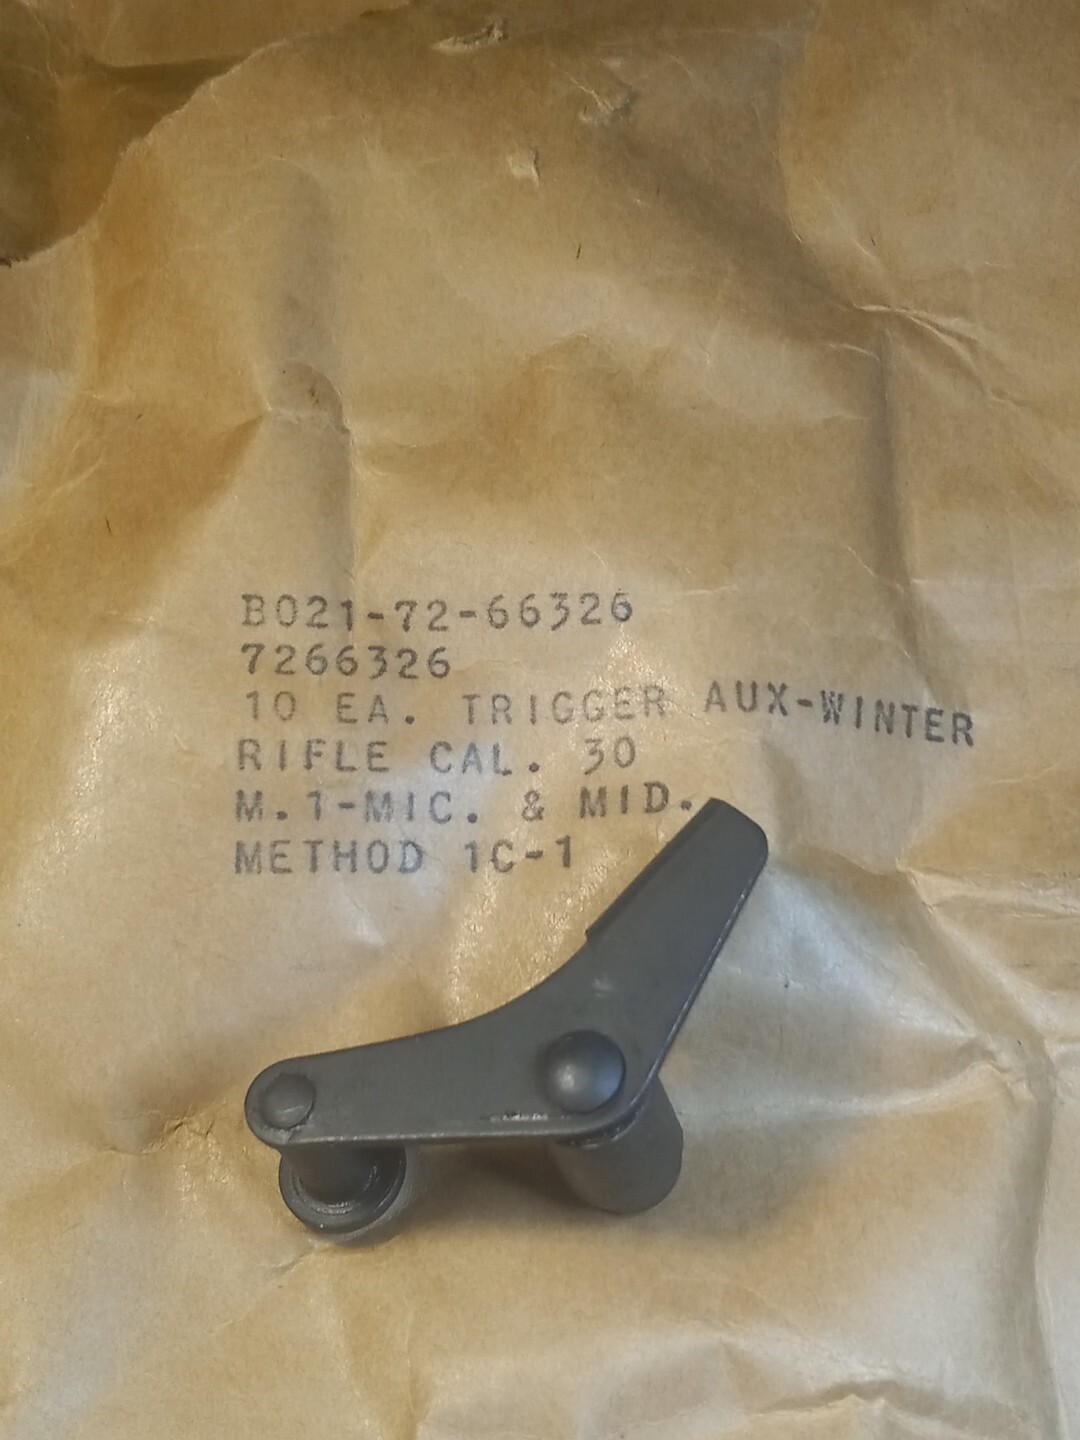 B021-72-66326
7266326
10 EA. TRIGGER AUX-WINTER
RIFLE CAL. 30
M.1-MIC. & MID.
METHOD 1C-1